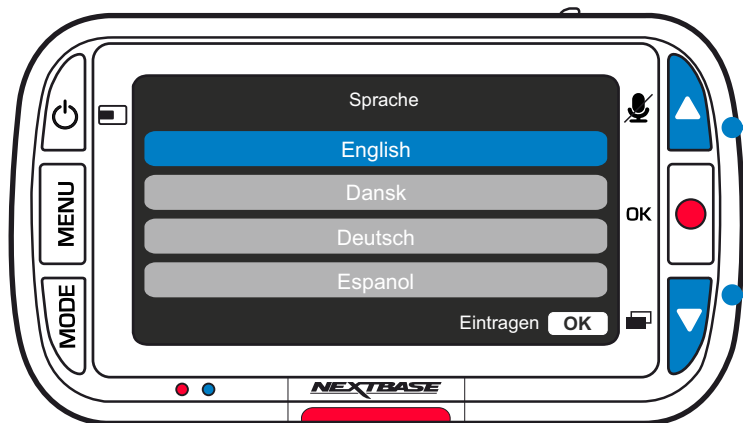 Sprache
English
Dansk
Deutsch
Espanol
Eintragen OK
MENU
MODE
OK
NEXTBASE